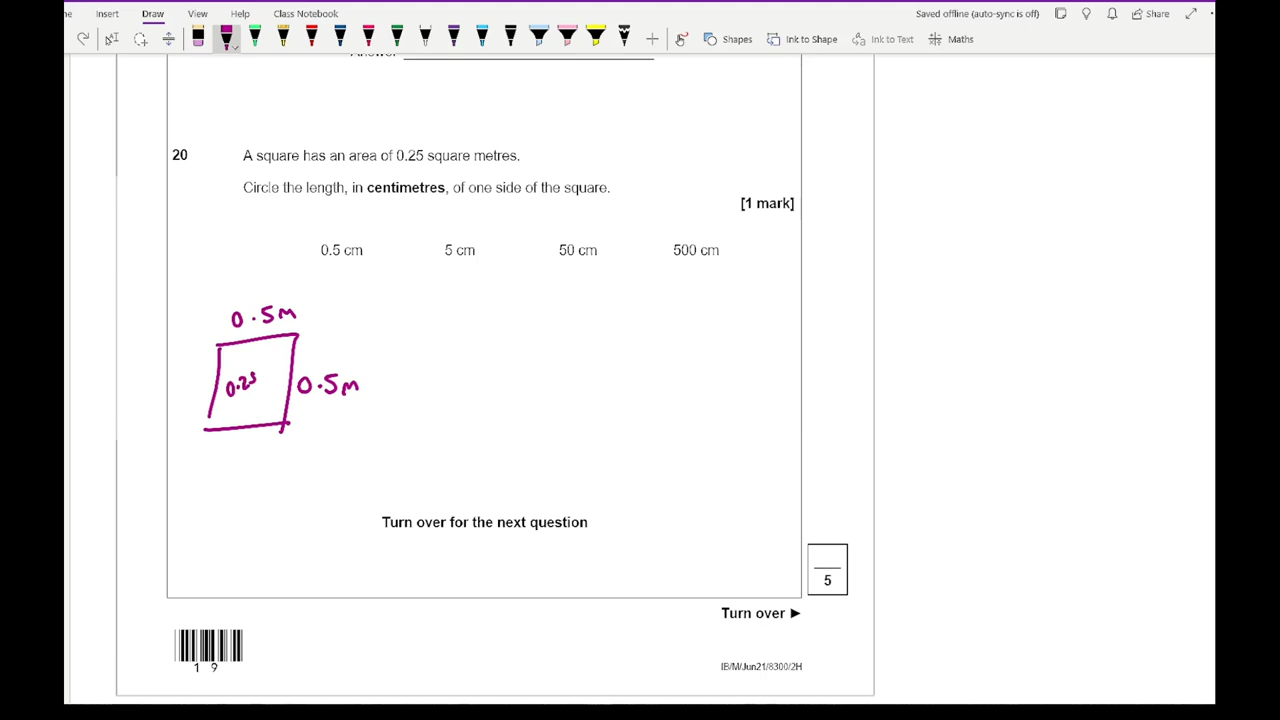 Insert Draw View Help Class Notebook Saved offline (auto-sync is off) Share
Shapes Ink to Shape Ink to Text Maths
20 A square has an area of 0.25 square metres.
Circle the length, in centimetres, of one side of the square.
[1 mark]
0.5 cm 5 cm 50 cm 500 cm
0.5m
0.25 0.5m
Turn over for the next question
5
Turn over ►
1 9
IB/M/Jun21/8300/2H